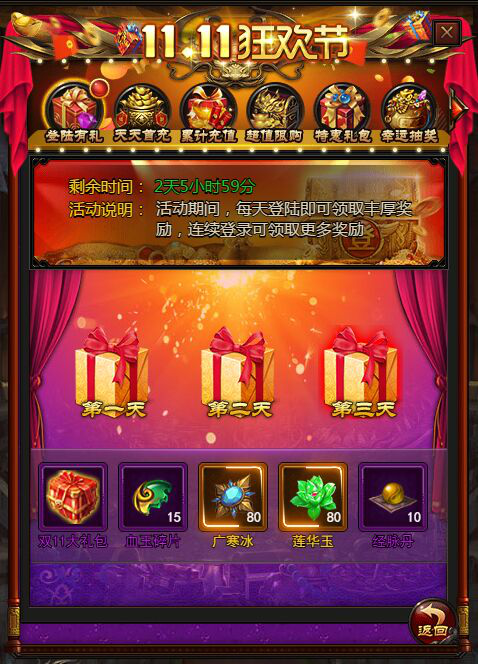 11.11狂欢节
登陆有礼 天天首充 累计充值 超值限购 特惠礼包 幸运抽奖
剩余时间： 2天5小时59分
活动说明： 活动期间，每天登陆即可领取丰厚奖
励，连续登录可领取更多奖励
第一天 第二天 第三天
15 80 80 10
双11大礼包 血玉碎片 广寒冰 莲华玉 经脉丹
返回